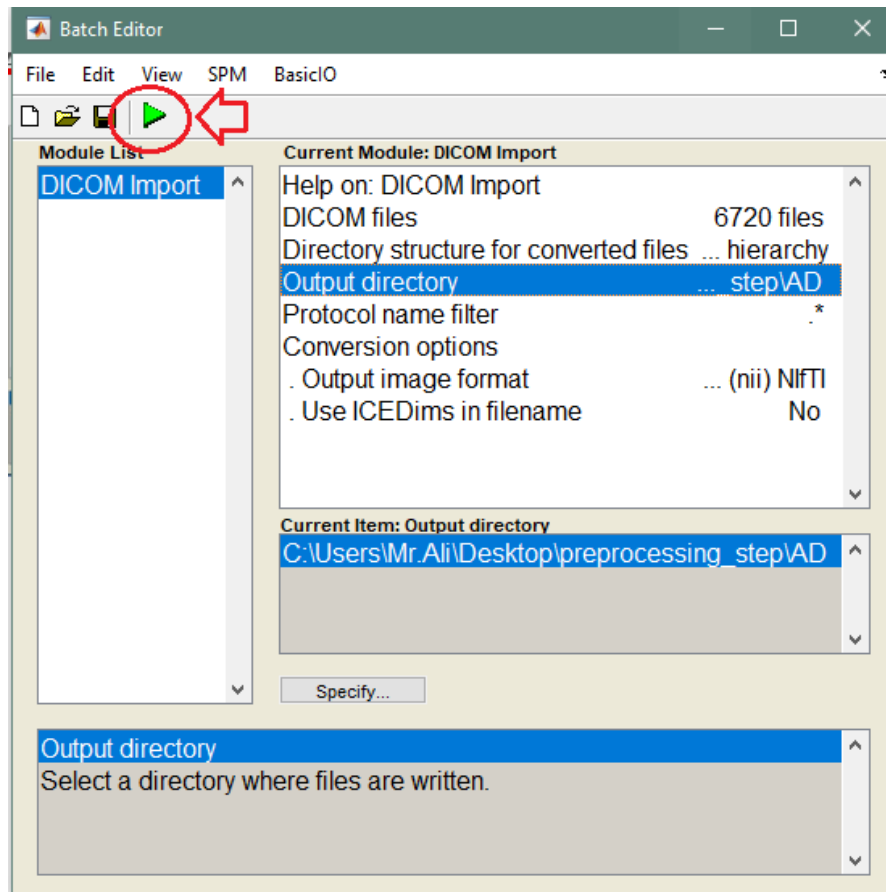 Batch Editor
File Edit View SPM BasicIO
Module List
DICOM Import
Current Module: DICOM Import
Help on: DICOM Import
DICOM files 6720 files
Directory structure for converted files ... hierarchy
Output directory ... _step\AD
Protocol name filter .*
Conversion options
. Output image format ... (nii) NIfTI
. Use ICEDims in filename No
Current Item: Output directory
C:\Users\Mr.Ali\Desktop\preprocessing_step\AD
Specify...
Output directory
Select a directory where files are written.